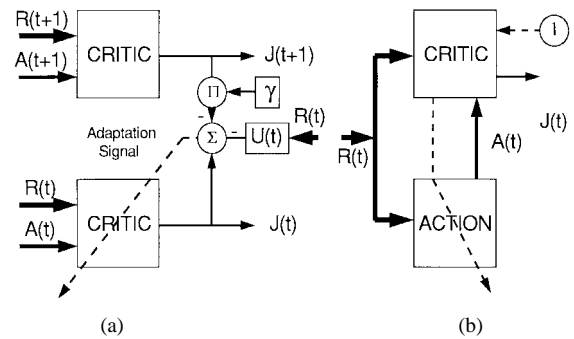 R(t+1)
A(t+1)
CRITIC
J(t+1)
Π
γ
Adaptation
Signal
Σ
U(t)
R(t)
R(t)
A(t)
CRITIC
J(t)
(a)
CRITIC
1
J(t)
A(t)
R(t)
ACTION
(b)